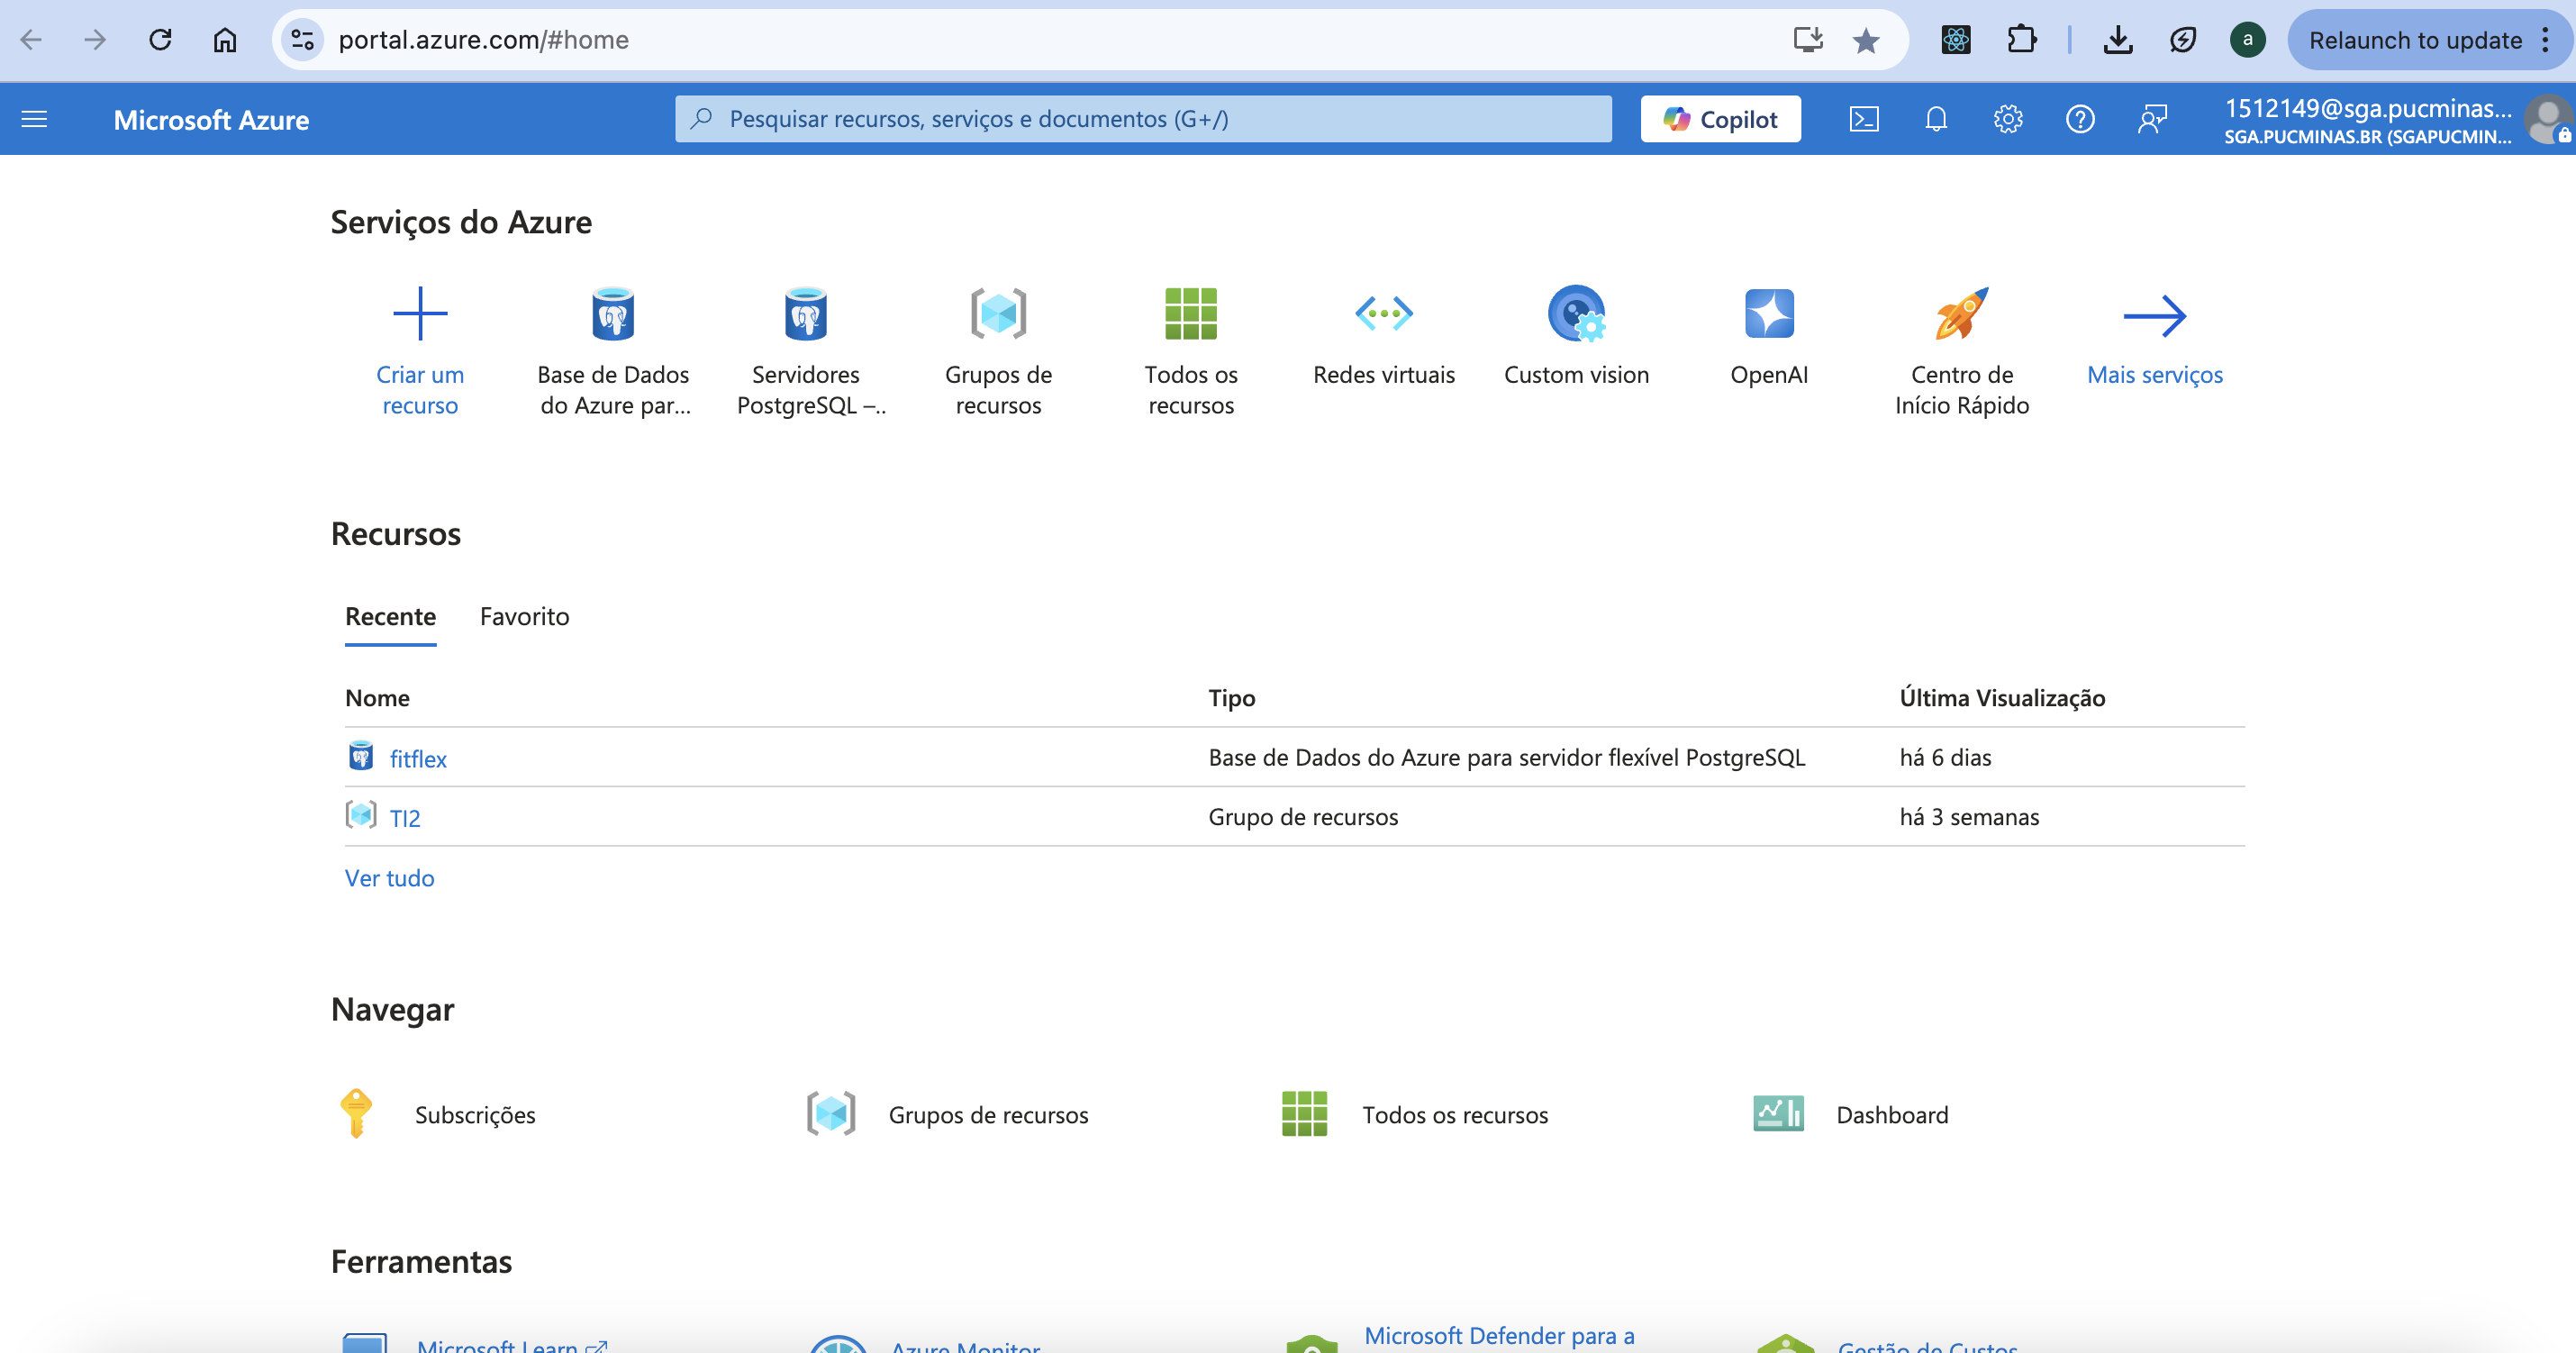 portal.azure.com/#home
a
Relaunch to update
Microsoft Azure
Pesquisar recursos, serviços e documentos (G+/)
Copilot
1512149@sga.pucminas...
SGA.PUCMINAS.BR (SGAPUCMIN...
Serviços do Azure
Criar um
recurso
Base de Dados
do Azure par...
Servidores
PostgreSQL –..
Grupos de
recursos
Todos os
recursos
Redes virtuais
Custom vision
OpenAI
Centro de
Início Rápido
Mais serviços
Recursos
Recente
Favorito
Nome
Tipo
Última Visualização
fitflex
Base de Dados do Azure para servidor flexível PostgreSQL
há 6 dias
TI2
Grupo de recursos
há 3 semanas
Ver tudo
Navegar
Subscrições
Grupos de recursos
Todos os recursos
Dashboard
Ferramentas
Microsoft Learn
Azure Monitor
Microsoft Defender para a
Gestão de Custos